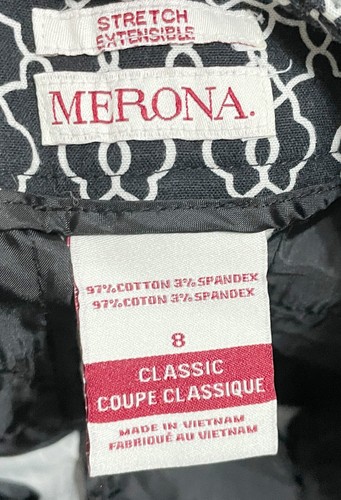 STRETCH
EXTENSIBLE
MERONA.
97% COTTON 3% SPANDEX
97% COTON 3% SPANDEX
8
CLASSIC
COUPE CLASSIQUE
MADE IN VIETNAM
FABRIQUÉ AU VIETNAM